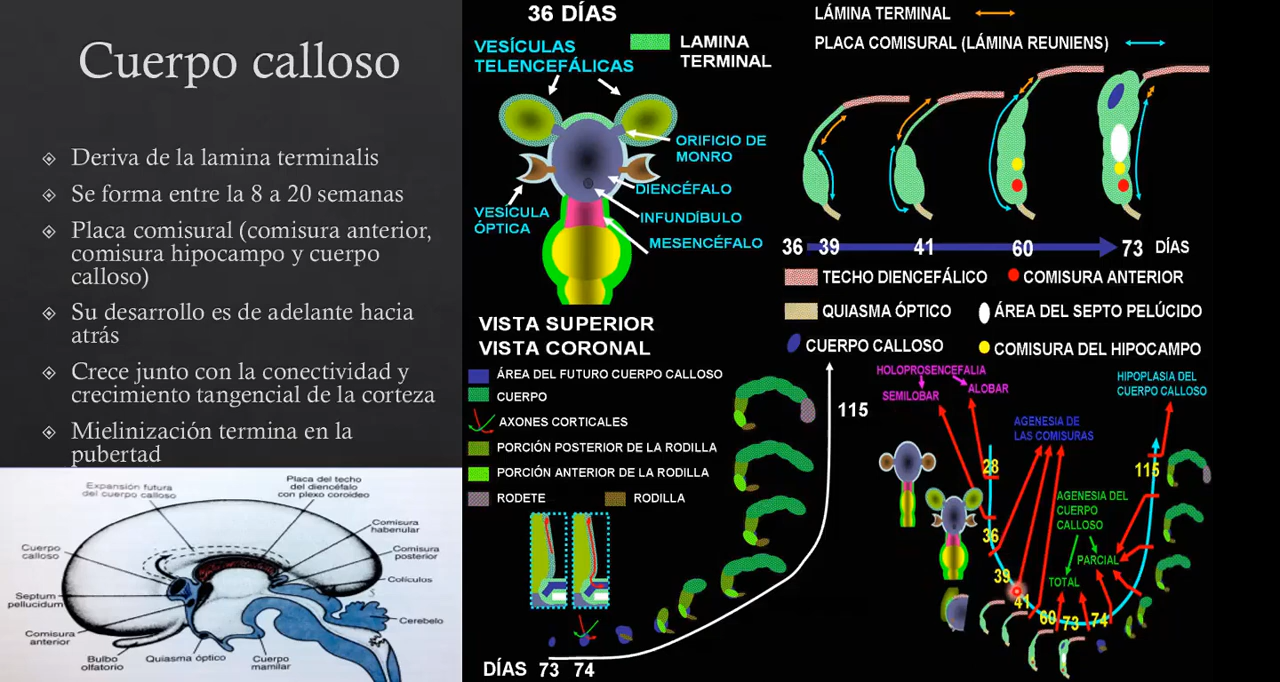 Cuerpo calloso
Deriva de la lamina terminalis
Se forma entre la 8 a 20 semanas
Placa comisural (comisura anterior,
comisura hipocampo y cuerpo
calloso)
Su desarrollo es de adelante hacia
atrás
Crece junto con la conectividad y
crecimiento tangencial de la corteza
Mielinización termina en la
pubertad
Expansión futura
del cuerpo calloso
Placa del techo
del diencéfalo
con plexo coroideo
Comisura
habenular
Comisura
posterior
Colículos
Cerebelo
Cuerpo
calloso
Septum
pellucidum
Comisura
anterior
Bulbo
olfatorio
Quiasma óptico
Cuerpo
mamilar
36 DÍAS
VESÍCULAS
TELENCEFÁLICAS
LAMINA
TERMINAL
ORIFICIO DE
MONRO
DIENCÉFALO
INFUNDÍBULO
MESENCÉFALO
VESÍCULA
ÓPTICA
LÁMINA TERMINAL
PLACA COMISURAL (LÁMINA REUNIENS)
36 39 41 60 73 DÍAS
TECHO DIENCEFÁLICO
COMISURA ANTERIOR
QUIASMA ÓPTICO
ÁREA DEL SEPTO PELÚCIDO
CUERPO CALLOSO
COMISURA DEL HIPOCAMPO
VISTA SUPERIOR
VISTA CORONAL
ÁREA DEL FUTURO CUERPO CALLOSO
CUERPO
AXONES CORTICALES
PORCIÓN POSTERIOR DE LA RODILLA
PORCIÓN ANTERIOR DE LA RODILLA
RODETE
RODILLA
115
DÍAS 73 74
HOLOPROSENCEFALIA
SEMILOBAR
ALOBAR
AGENESIA DE
LAS COMISURAS
HIPOPLASIA DEL
CUERPO CALLOSO
AGENESIA DEL
CUERPO
CALLOSO
PARCIAL
TOTAL
28
36
39
41
60
73
74
115